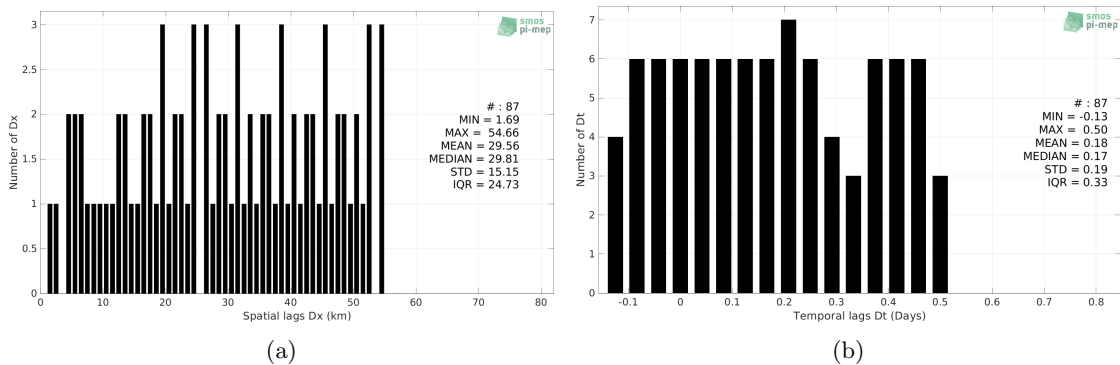 3
2.5
2
1.5
1
0.5
0
Number of Dx
0 10 20 30 40 50 60 70 80
Spatial lags Dx (km)
smos
pi-mep
# : 87
MIN = 1.69
MAX = 54.66
MEAN = 29.56
MEDIAN = 29.81
STD = 15.15
IQR = 24.73
(a)
7
6
5
4
3
2
1
0
Number of Dt
-0.1 0 0.1 0.2 0.3 0.4 0.5 0.6 0.7 0.8
Temporal lags Dt (Days)
smos
pi-mep
# : 87
MIN = -0.13
MAX = 0.50
MEAN = 0.18
MEDIAN = 0.17
STD = 0.19
IQR = 0.33
(b)